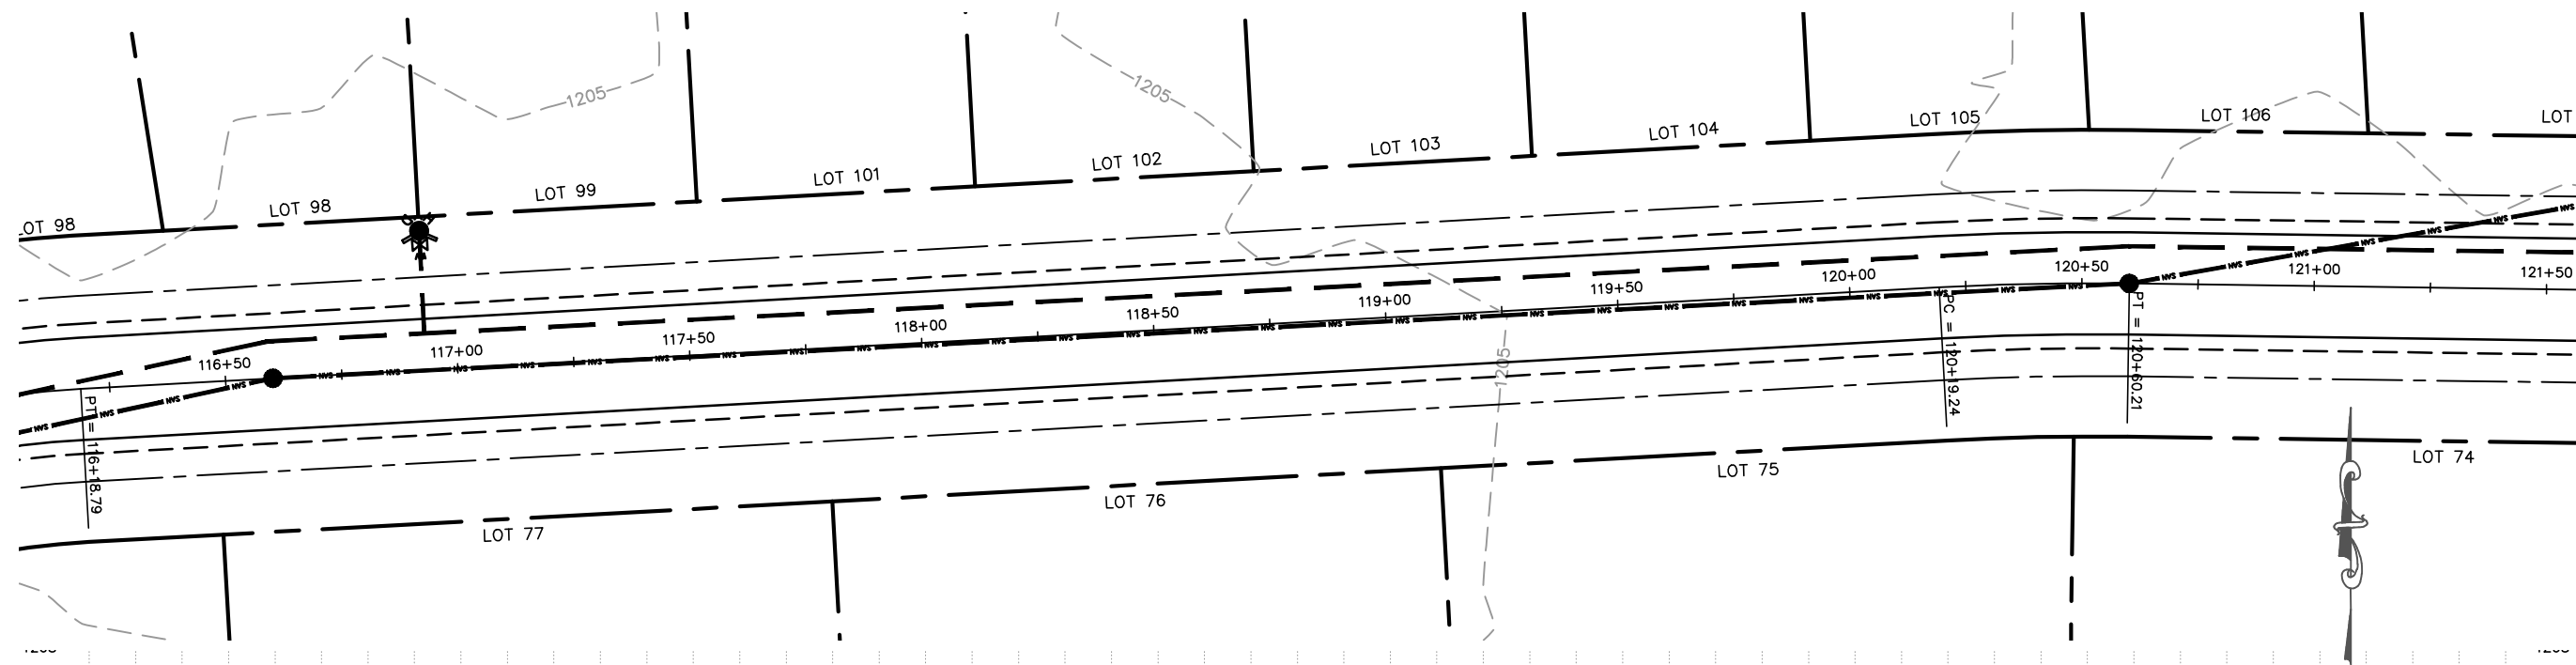 1205
1205
LOT 106
LOT
LOT 105
LOT 104
LOT 103
LOT 102
LOT 101
LOT 99
LOT 98
LOT 98
SAN
121+50
121+00
120+50
120+00
119+50
119+00
118+50
118+00
117+50
117+00
116+50
PT = 116+18.79
PC = 120+19.24
PT = 120+60.21
1205
LOT 74
LOT 75
LOT 76
LOT 77